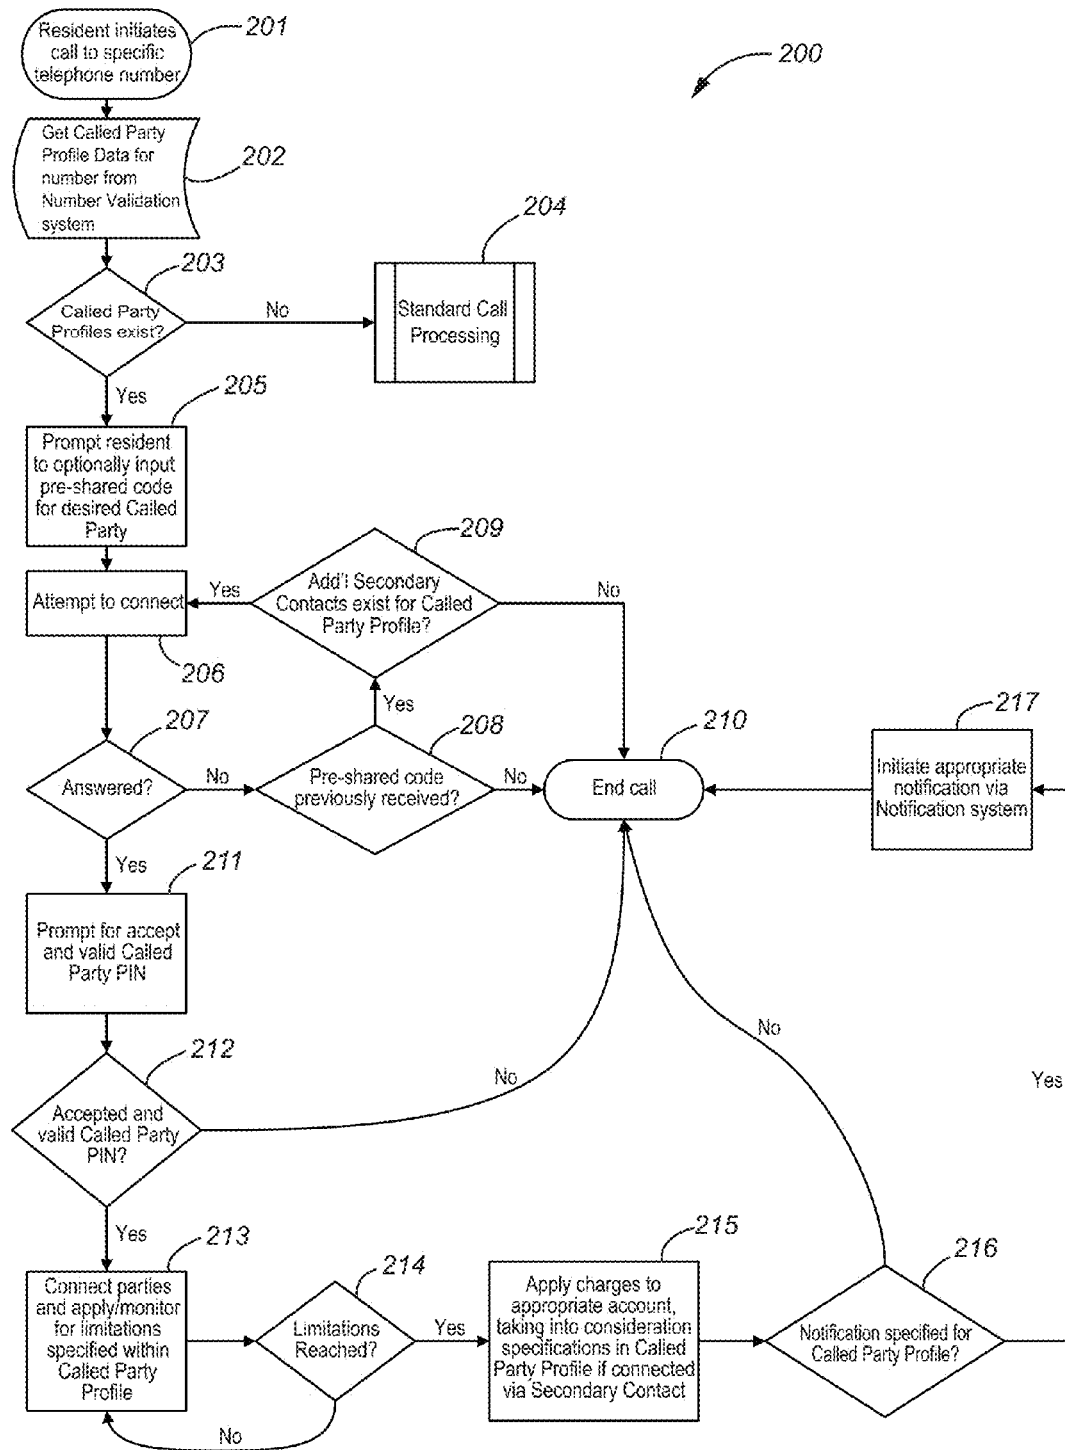 Resident initiates
call to specific
telephone number
201
200
Get Called Party
Profile Data for
number from
Number Validation
system
202
203
Called Party
Profiles exist?
No
204
Standard Call
Processing
Yes
205
Prompt resident
to optionally input
pre-shared code
for desired Called
Party
Attempt to connect
206
Yes
209
Add'l Secondary
Contacts exist for Called
Party Profile?
No
207
Answered?
No
Yes
208
Pre-shared code
previously received?
No
210
End call
217
Initiate appropriate
notification via
Notification system
Yes
211
Prompt for accept
and valid Called
Party PIN
212
Accepted and
valid Called Party
PIN?
No
No
Yes
Yes
213
Connect parties
and apply/monitor
for limitations
specified within
Called Party
Profile
214
Limitations
Reached?
No
Yes
215
Apply charges to
appropriate account,
taking into consideration
specifications in Called
Party Profile if connected
via Secondary Contact
216
Notification specified for
Called Party Profile?